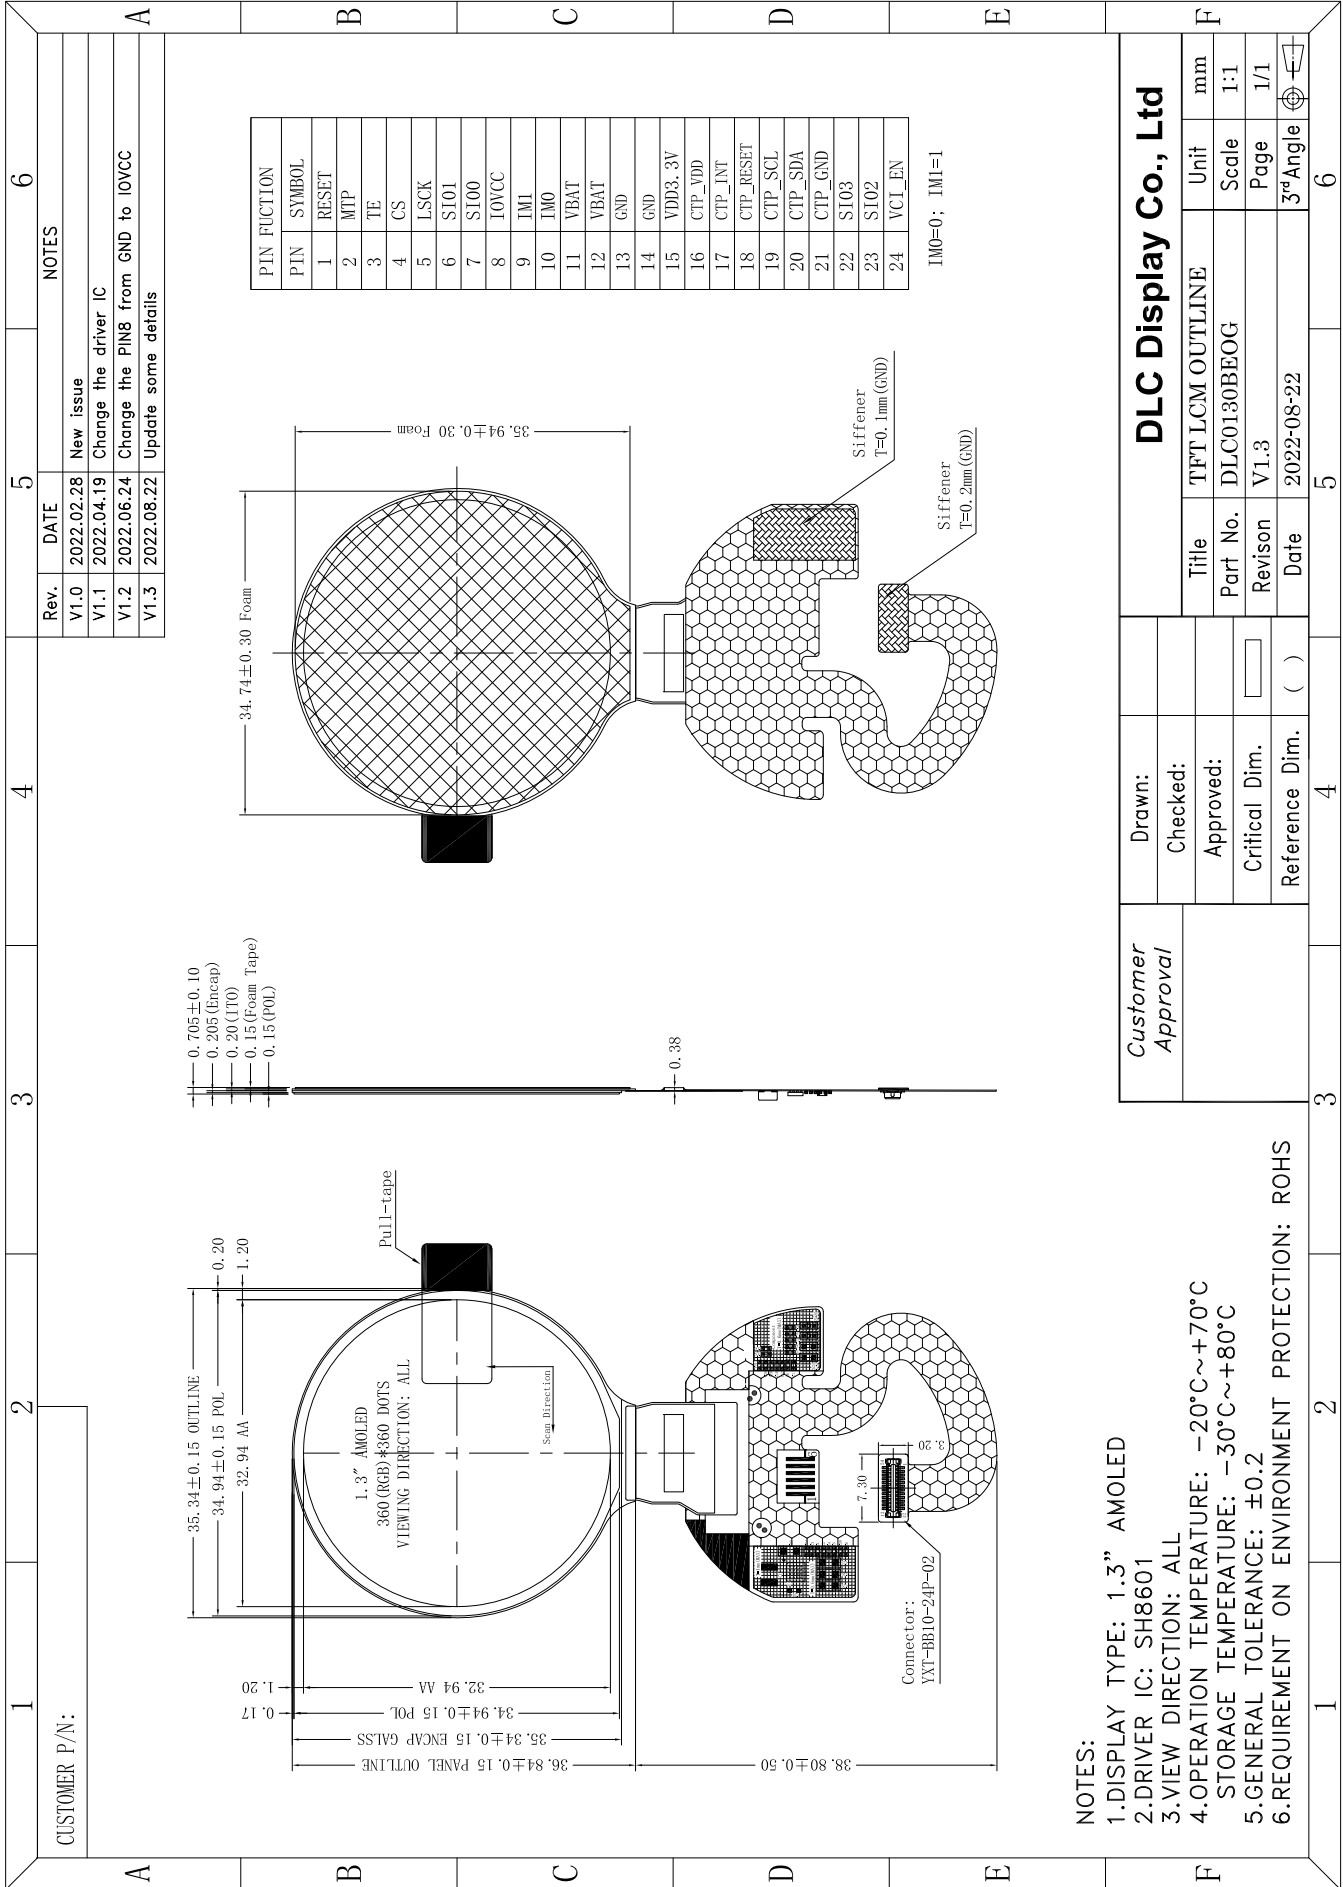 1 2 3 4 5 6
A
B
C
D
E
F
CUSTOMER P/N:
Rev. DATE NOTES
V1.0 2022.02.28 New issue
V1.1 2022.04.19 Change the driver IC
V1.2 2022.06.24 Change the PIN8 from GND to IOVCC
V1.3 2022.08.22 Update some details
35.34±0.15 OUTLINE
34.94±0.15 POL
0.20
32.94 AA
1.20
Pull-tape
1.3" AMOLED
360(RGB)*360 DOTS
VIEWING DIRECTION: ALL
Scan Direction
1.20
32.94 AA
0.17
34.94±0.15 POL
35.34±0.15 ENCAP GALSS
36.84±0.15 PANEL OUTLINE
38.80±0.50
1 6
7.30
3.20
Connector:
YXT-BB10-24P-02
0.705±0.10
0.205(Encap)
0.20(ITO)
0.15(Foam Tape)
0.15(POL)
0.38
34.74±0.30 Foam
35.94±0.30 Foam
Siffener
T=0.1mm(GND)
Siffener
T=0.2mm(GND)
PIN FUCTION
PIN SYMBOL
1 RESET
2 MTP
3 TE
4 CS
5 LSCK
6 SIO1
7 SIO0
8 IOVCC
9 IM1
10 IM0
11 VBAT
12 VBAT
13 GND
14 GND
15 VDD3.3V
16 CTP_VDD
17 CTP_INT
18 CTP_RESET
19 CTP_SCL
20 CTP_SDA
21 CTP_GND
22 SIO3
23 SIO2
24 VCI_EN
IM0=0; IM1=1
NOTES:
1.DISPLAY TYPE: 1.3" AMOLED
2.DRIVER IC: SH8601
3.VIEW DIRECTION: ALL
4.OPERATION TEMPERATURE: -20°C~+70°C
STORAGE TEMPERATURE: -30°C~+80°C
5.GENERAL TOLERANCE: ±0.2
6.REQUIREMENT ON ENVIRONMENT PROTECTION: ROHS
Customer
Approval
Drawn:
Checked:
Approved:
Critical Dim.
Reference Dim. ( )
DLC Display Co., Ltd
Title TFT LCM OUTLINE Unit mm
Part No. DLC0130BEOG Scale 1:1
Revison V1.3 Page 1/1
Date 2022-08-22 3rd Angle
A
B
C
D
E
F
1 2 3 4 5 6